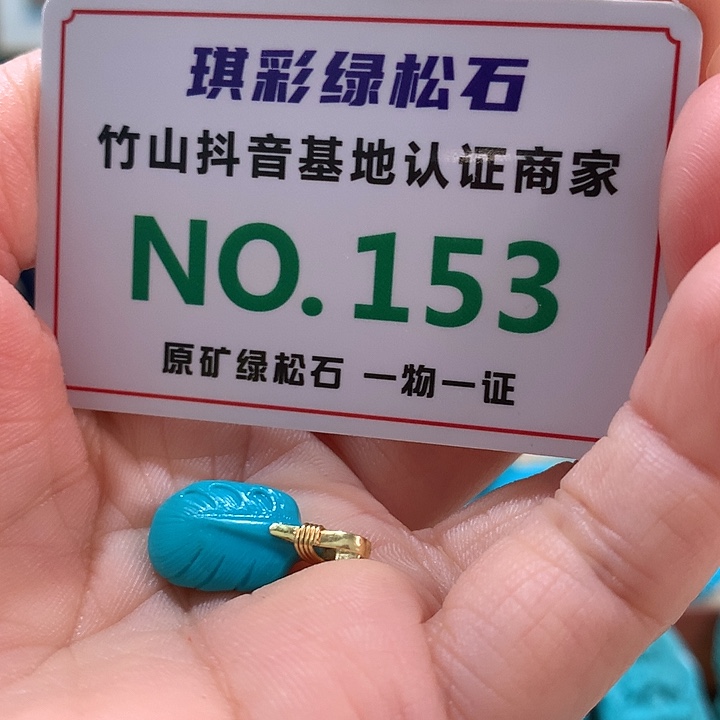 琪彩绿松石
竹山抖音基地认证商家
NO.153
原矿绿松石 一物一证